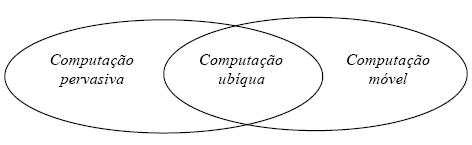 Computação
pervasiva
Computação
ubíqua
Computação
móvel